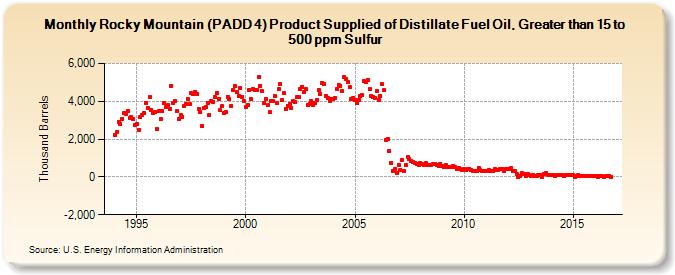 Monthly Rocky Mountain (PADD 4) Product Supplied of Distillate Fuel Oil, Greater than 15 to
500 ppm Sulfur
Thousand Barrels
6,000
4,000
2,000
0
-2,000
1995
2000
2005
2010
2015
Source: U.S. Energy Information Administration